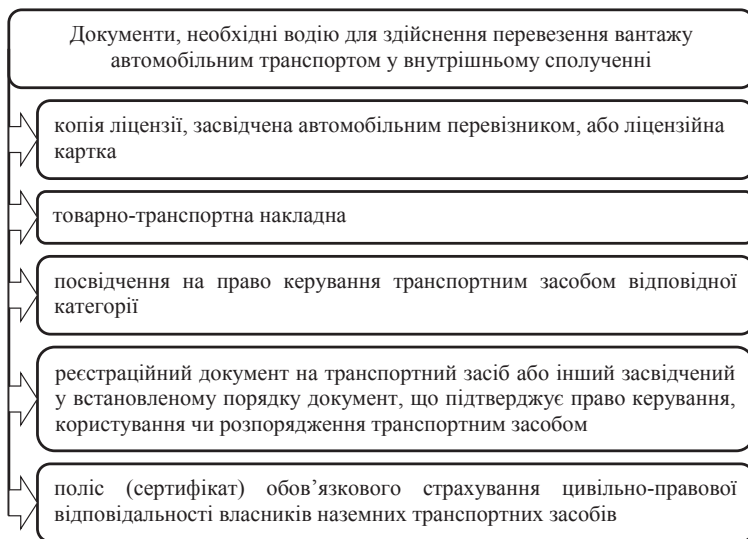 Документи, необхідні водію для здійснення перевезення вантажу
автомобільним транспортом у внутрішньому сполученні
копія ліцензії, засвідчена автомобільним перевізником, або ліцензійна
картка
товарно-транспортна накладна
посвідчення на право керування транспортним засобом відповідної
категорії
реєстраційний документ на транспортний засіб або інший засвідчений
у встановленому порядку документ, що підтверджує право керування,
користування чи розпорядження транспортним засобом
поліс (сертифікат) обов’язкового страхування цивільно-правової
відповідальності власників наземних транспортних засобів